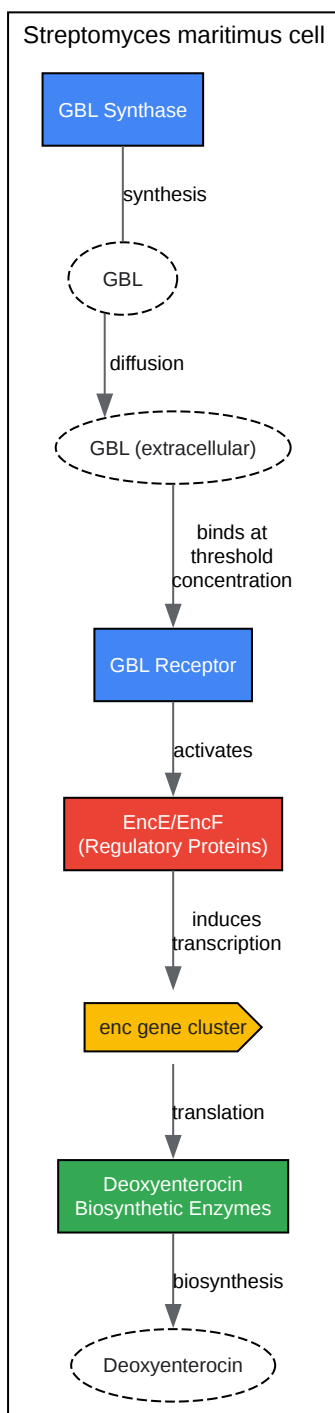 Streptomyces maritimus cell
GBL Synthase
synthesis
GBL
diffusion
GBL (extracellular)
binds at
threshold
concentration
GBL Receptor
activates
EncE/EncF
(Regulatory Proteins)
induces
transcription
enc gene cluster
translation
Deoxyenterocin
Biosynthetic Enzymes
biosynthesis
Deoxyenterocin